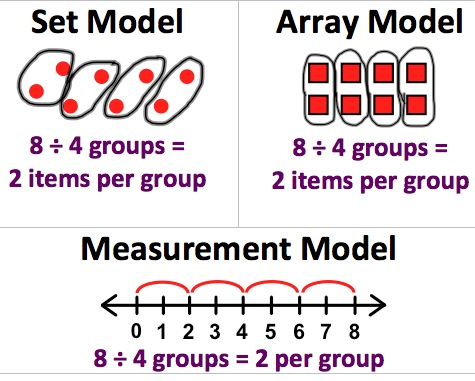 Set Model
8 ÷ 4 groups =
2 items per group
Array Model
8 ÷ 4 groups =
2 items per group
Measurement Model
0 1 2 3 4 5 6 7 8
8 ÷ 4 groups = 2 per group